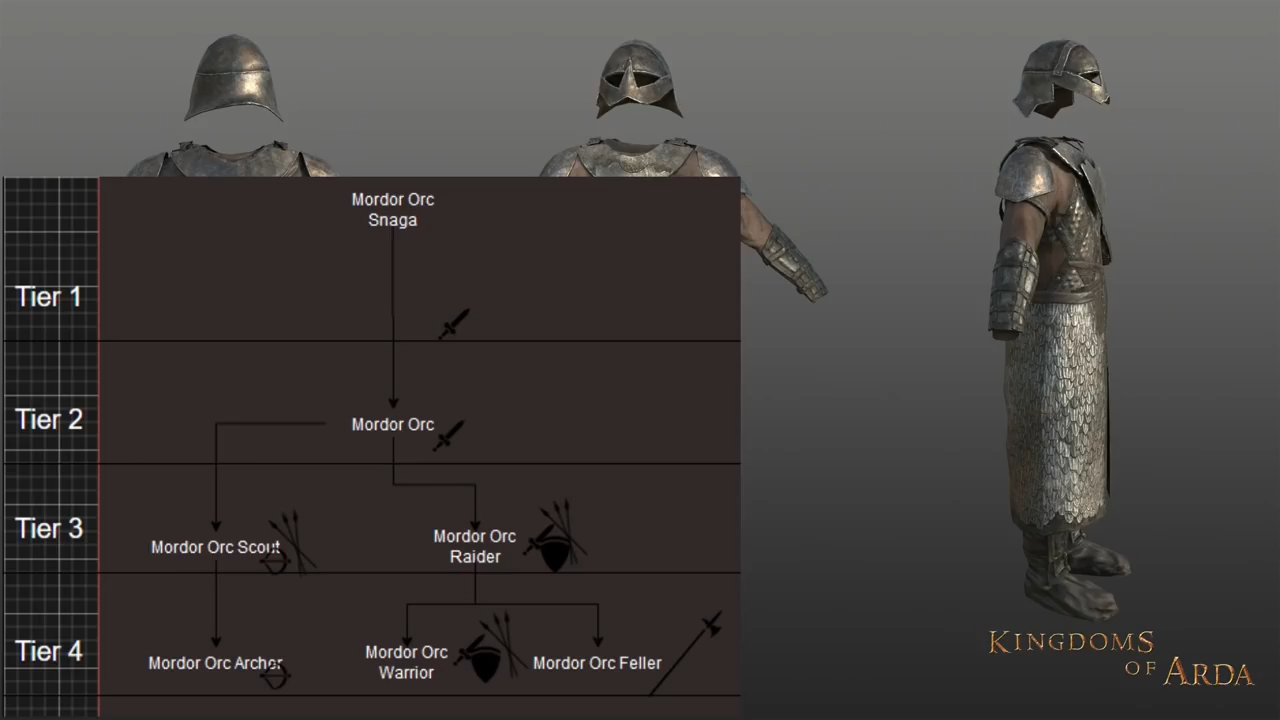 Mordor Orc
Snaga
Tier 1
Tier 2
Mordor Orc
Tier 3
Mordor Orc Scout
Mordor Orc
Raider
Tier 4
Mordor Orc Archer
Mordor Orc
Warrior
Mordor Orc Feller
KINGDOMS
OF ARDA